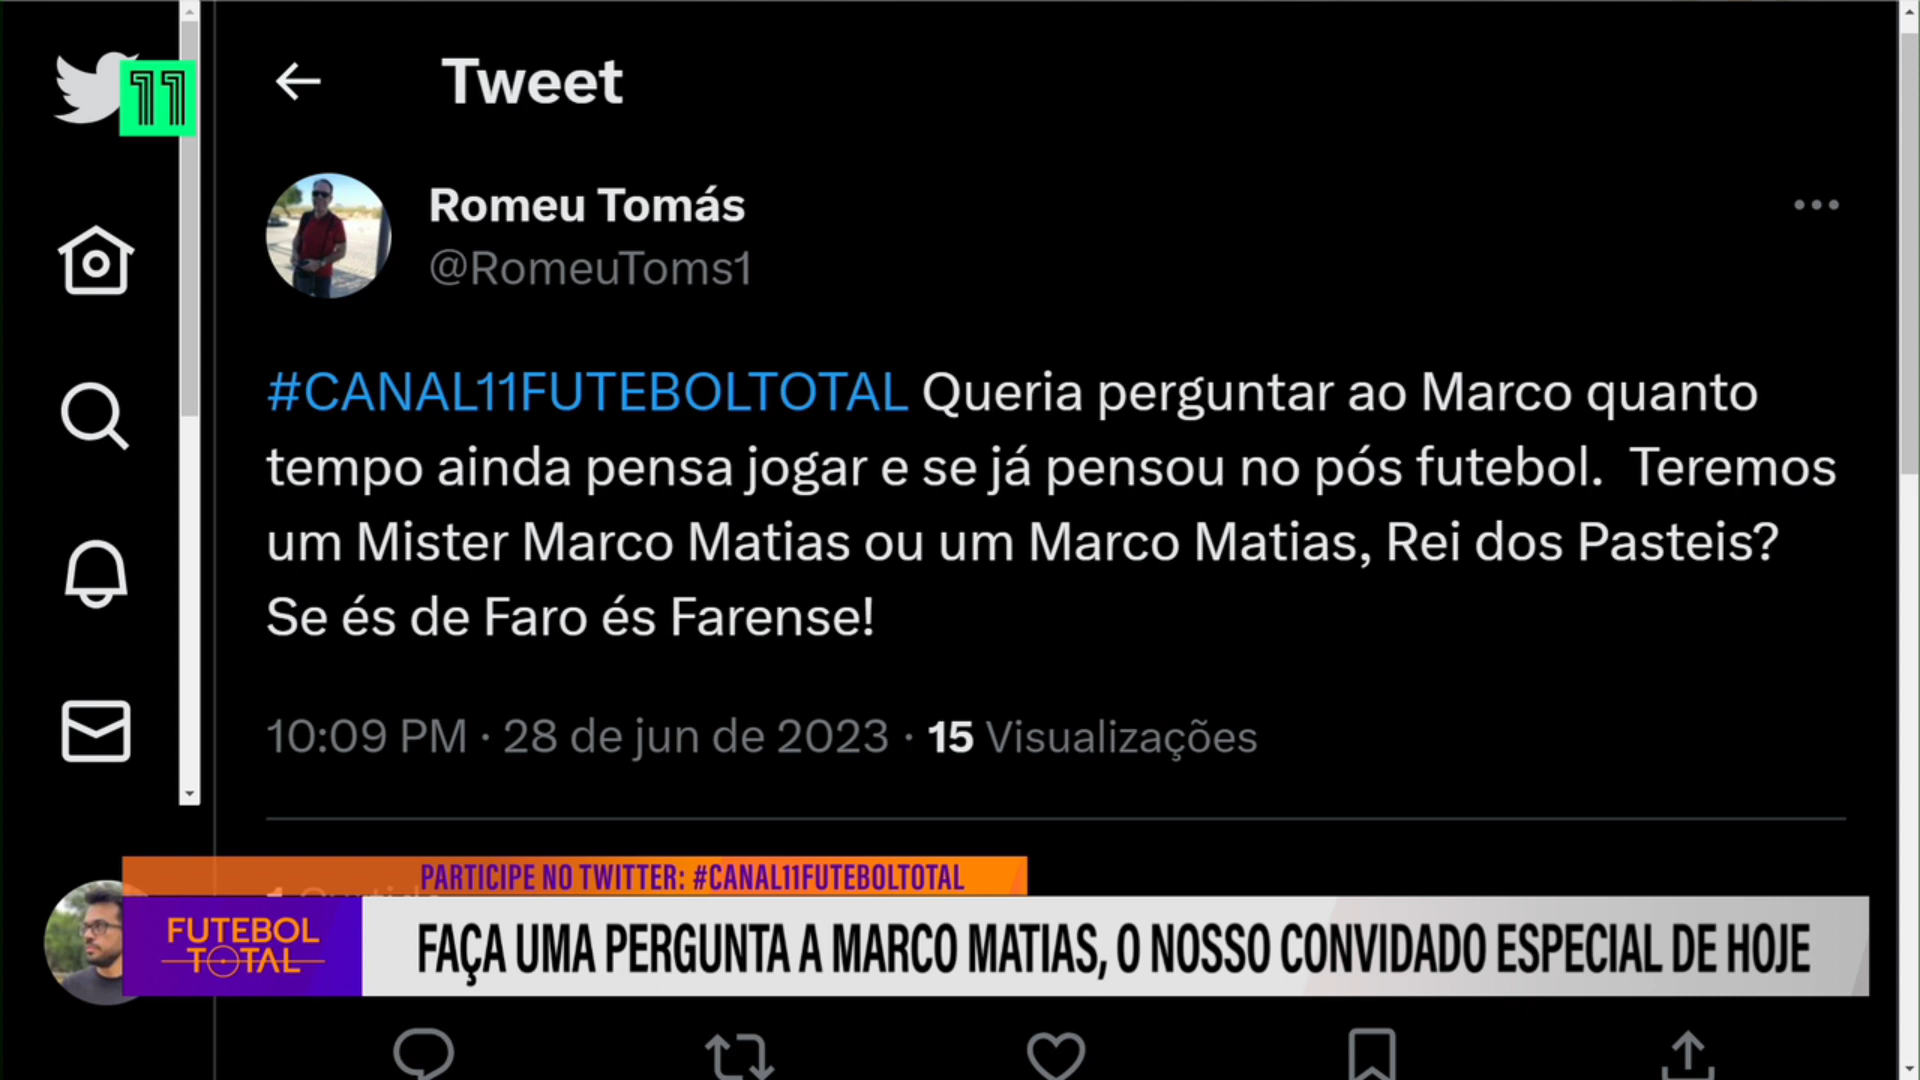 11
Tweet
Romeu Tomás
@RomeuToms1
#CANAL11FUTEBOLTOTAL Queria perguntar ao Marco quanto
tempo ainda pensa jogar e se já pensou no pós futebol.  Teremos
um Mister Marco Matias ou um Marco Matias, Rei dos Pasteis?
Se és de Faro és Farense!
10:09 PM · 28 de jun de 2023 · 15 Visualizações
PARTICIPE NO TWITTER: #CANAL11FUTEBOLTOTAL
FUTEBOL
TOTAL
FAÇA UMA PERGUNTA A MARCO MATIAS, O NOSSO CONVIDADO ESPECIAL DE HOJE